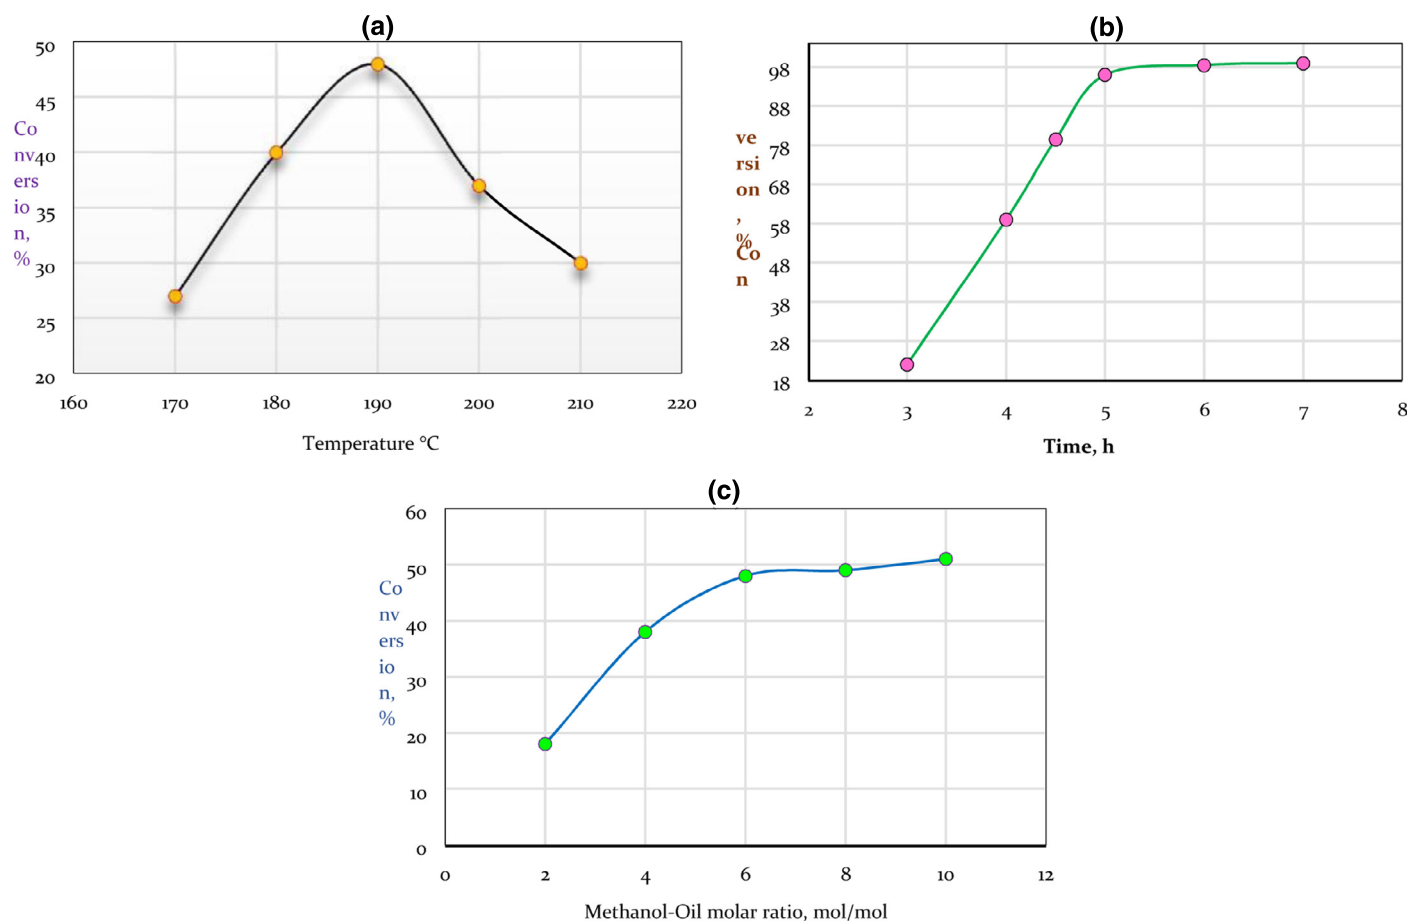 (a)
50
45
40
35
30
25
20
Co
nv
ers
io
n,
%
160 170 180 190 200 210 220
Temperature °C
(b)
98
88
78
68
58
48
38
28
18
ve
rsi
on
,
%
Co
n
2 3 4 5 6 7 8
Time, h
(c)
60
50
40
30
20
10
0
Co
nv
ers
io
n,
%
0 2 4 6 8 10 12
Methanol-Oil molar ratio, mol/mol